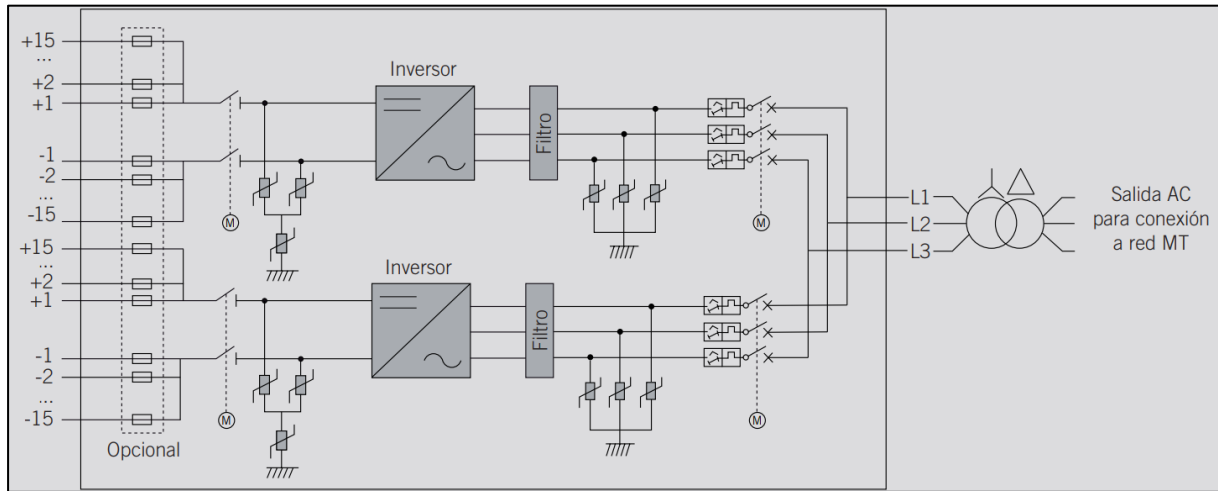 +15
...
+2
+1
-1
-2
...
-15
+15
...
+2
+1
-1
-2
...
-15
Opcional
Inversor
Filtro
M
M
Inversor
Filtro
M
M
L1
L2
L3
Salida AC
para conexión
a red MT